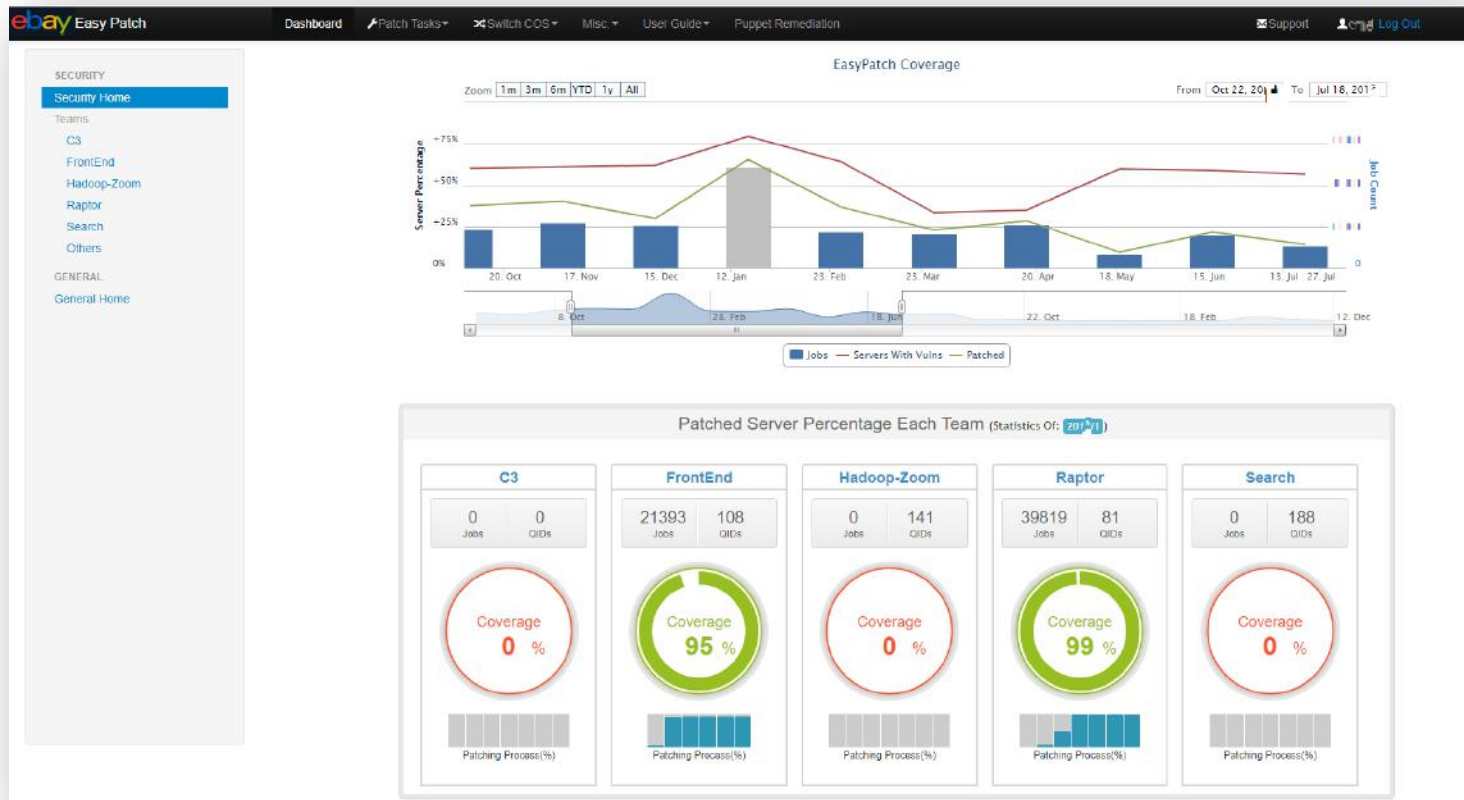 ebay Easy Patch
Dashboard Patch Tasks Switch COS Misc. User Guide Puppet Remediation Support Log Out
SECURITY
Security Home
Teams
C3
FrontEnd
Hadoop-Zoom
Raptor
Search
Others
GENERAL
General Home
EasyPatch Coverage
Zoom 1m 3m 6m YTD 1y All From Oct 22, To Jul 18,
Server Percentage
+75%
+50%
+25%
0%
Job Count
0
20. Oct 17. Nov 15. Dec 12. Jan 23. Feb 23. Mar 20. Apr 18. May 15. Jun 13. Jul 27. Jul
8. Oct 28. Feb 18. Jun 22. Oct 18. Feb 12. Dec
Jobs Servers With Vulns Patched
Patched Server Percentage Each Team (Statistics Of: )
C3 FrontEnd Hadoop-Zoom Raptor Search
0 0 21393 108 0 141 39819 81 0 188
Jobs QIDs Jobs QIDs Jobs QIDs Jobs QIDs Jobs QIDs
Coverage Coverage Coverage Coverage Coverage
0 % 95 % 0 % 99 % 0 %
Patching Process(%) Patching Process(%) Patching Process(%) Patching Process(%) Patching Process(%)